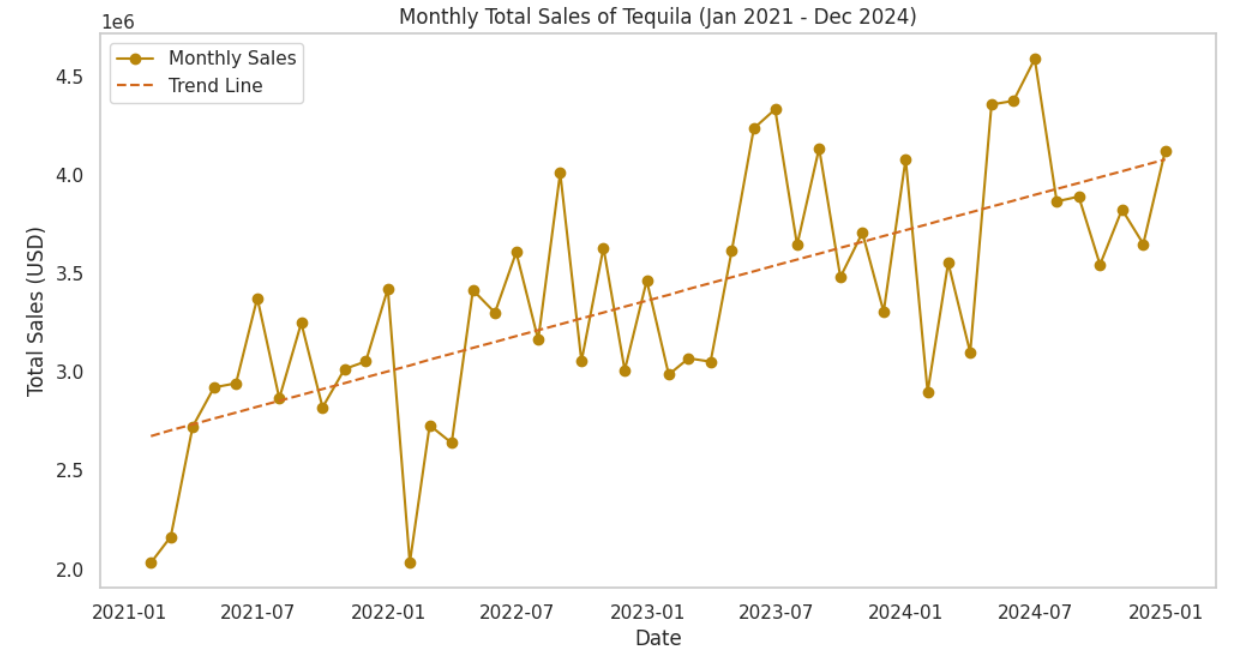 Monthly Total Sales of Tequila (Jan 2021 - Dec 2024)
1e6
Monthly Sales
Trend Line
4.5
4.0
3.5
3.0
2.5
2.0
Total Sales (USD)
2021-01 2021-07 2022-01 2022-07 2023-01 2023-07 2024-01 2024-07 2025-01
Date